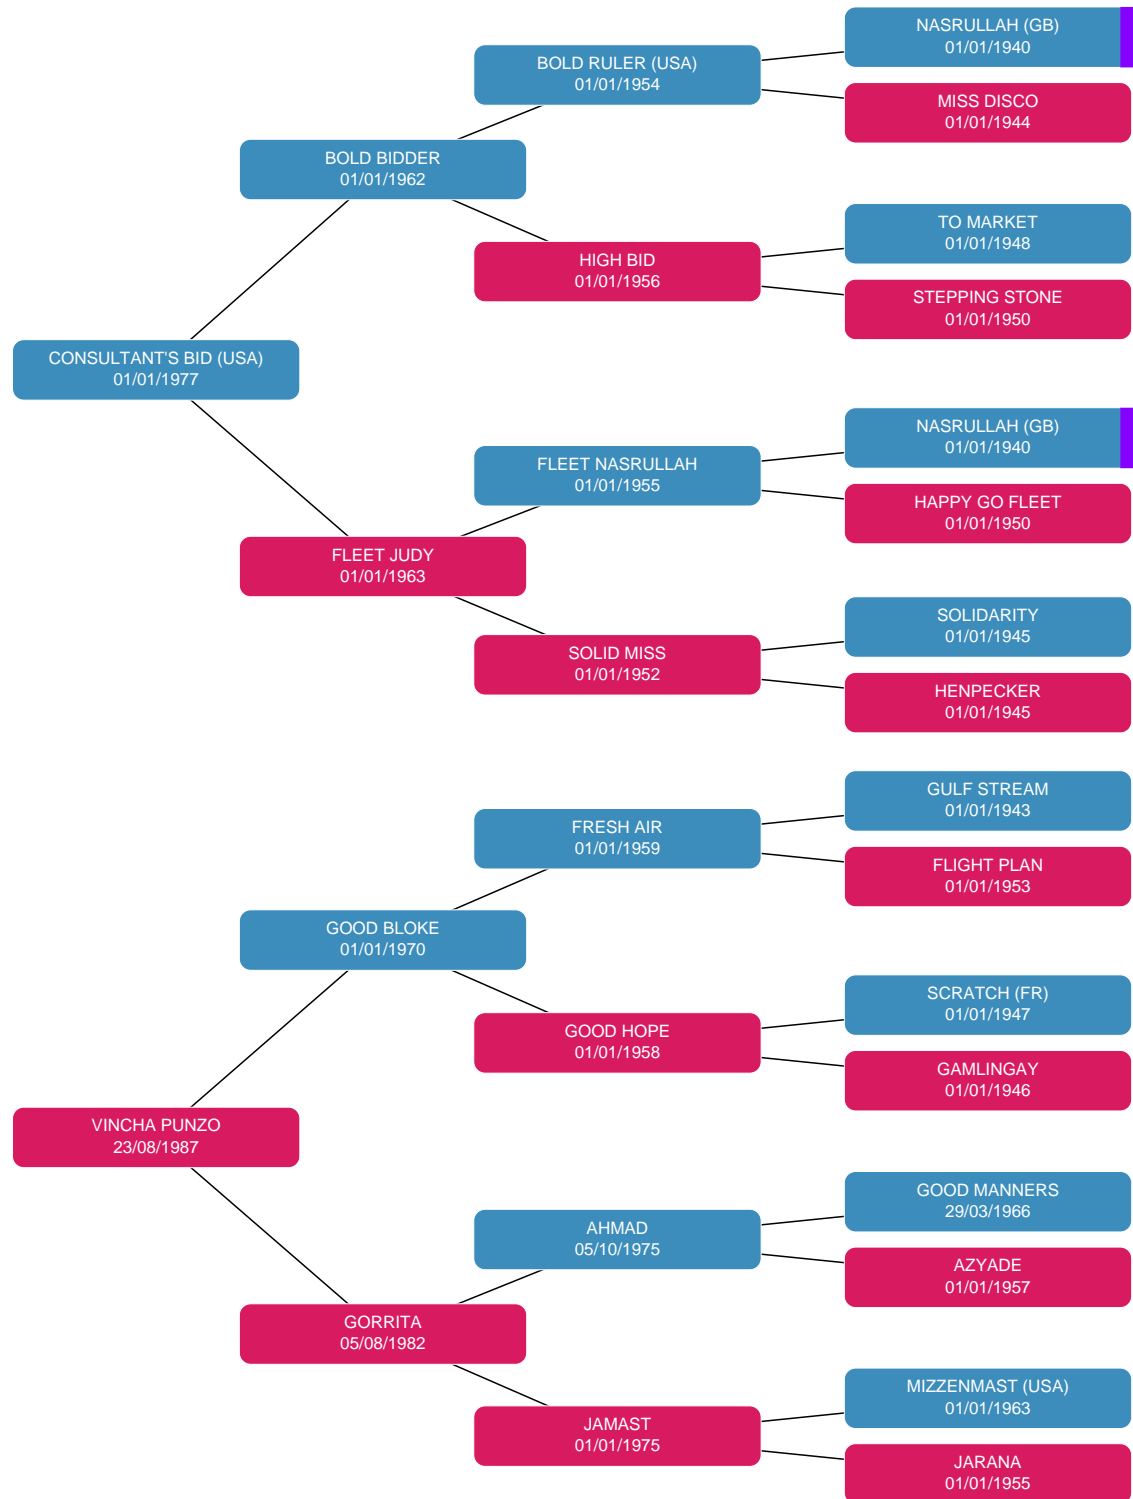 NASRULLAH (GB)
01/01/1940
BOLD RULER (USA)
01/01/1954
MISS DISCO
01/01/1944
BOLD BIDDER
01/01/1962
TO MARKET
01/01/1948
HIGH BID
01/01/1956
STEPPING STONE
01/01/1950
CONSULTANT'S BID (USA)
01/01/1977
NASRULLAH (GB)
01/01/1940
FLEET NASRULLAH
01/01/1955
HAPPY GO FLEET
01/01/1950
FLEET JUDY
01/01/1963
SOLIDARITY
01/01/1945
SOLID MISS
01/01/1952
HENPECKER
01/01/1945
GULF STREAM
01/01/1943
FRESH AIR
01/01/1959
FLIGHT PLAN
01/01/1953
GOOD BLOKE
01/01/1970
SCRATCH (FR)
01/01/1947
GOOD HOPE
01/01/1958
GAMLINGAY
01/01/1946
VINCHA PUNZO
23/08/1987
GOOD MANNERS
29/03/1966
AHMAD
05/10/1975
AZYADE
01/01/1957
GORRITA
05/08/1982
MIZZENMAST (USA)
01/01/1963
JAMAST
01/01/1975
JARANA
01/01/1955